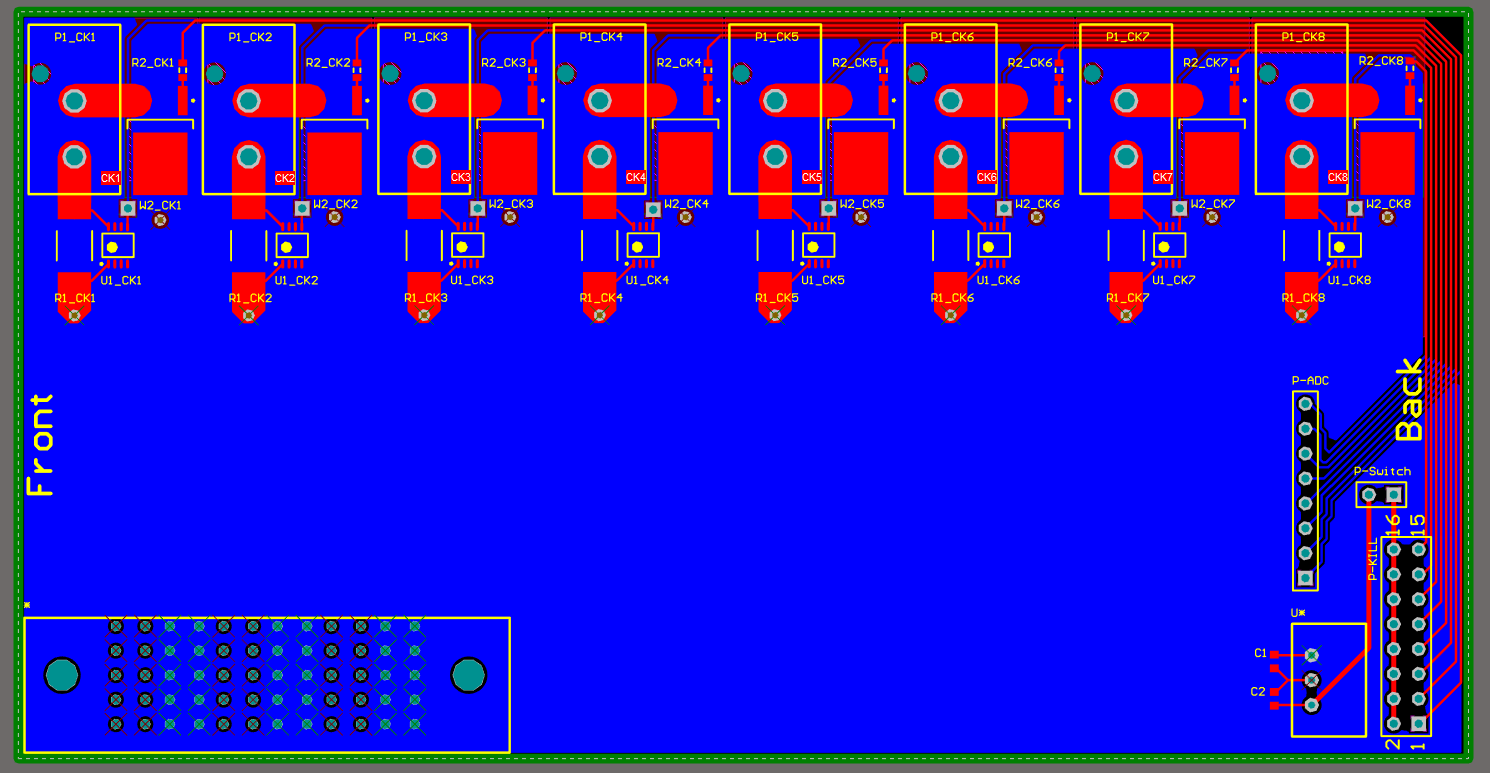 P1_CK1 P1_CK2 P1_CK3 P1_CK4 P1_CK5 P1_CK6 P1_CK7 P1_CK8
R2_CK1 R2_CK2 R2_CK3 R2_CK4 R2_CK5 R2_CK6 R2_CK7 R2_CK8
CK1 CK2 CK3 CK4 CK5 CK6 CK7 CK8
W2_CK1 W2_CK2 W2_CK3 W2_CK4 W2_CK5 W2_CK6 W2_CK7 W2_CK8
U1_CK1 U1_CK2 U1_CK3 U1_CK4 U1_CK5 U1_CK6 U1_CK7 U1_CK8
R1_CK1 R1_CK2 R1_CK3 R1_CK4 R1_CK5 R1_CK6 R1_CK7 R1_CK8
Front
P-ADC
Back
P-Switch
16 15
P-KILL
*
U*
C1
C2
2 1